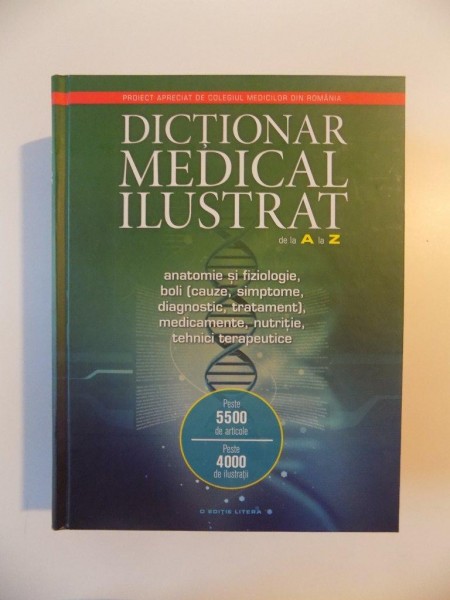 PROIECT APRECIAT DE COLEGIUL MEDICILOR DIN ROMÂNIA
DICȚIONAR
MEDICAL
ILUSTRAT
de la A la Z
anatomie și fiziologie,
boli (cauze, simptome,
diagnostic, tratament),
medicamente, nutriție,
tehnici terapeutice
Peste
5500
de articole
Peste
4000
de ilustrații
O EDIȚIE LITERA